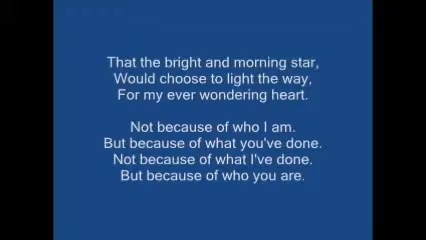 That the bright and morning star,
Would choose to light the way,
For my ever wondering heart.
Not because of who I am.
But because of what you've done.
Not because of what I've done.
But because of who you are.